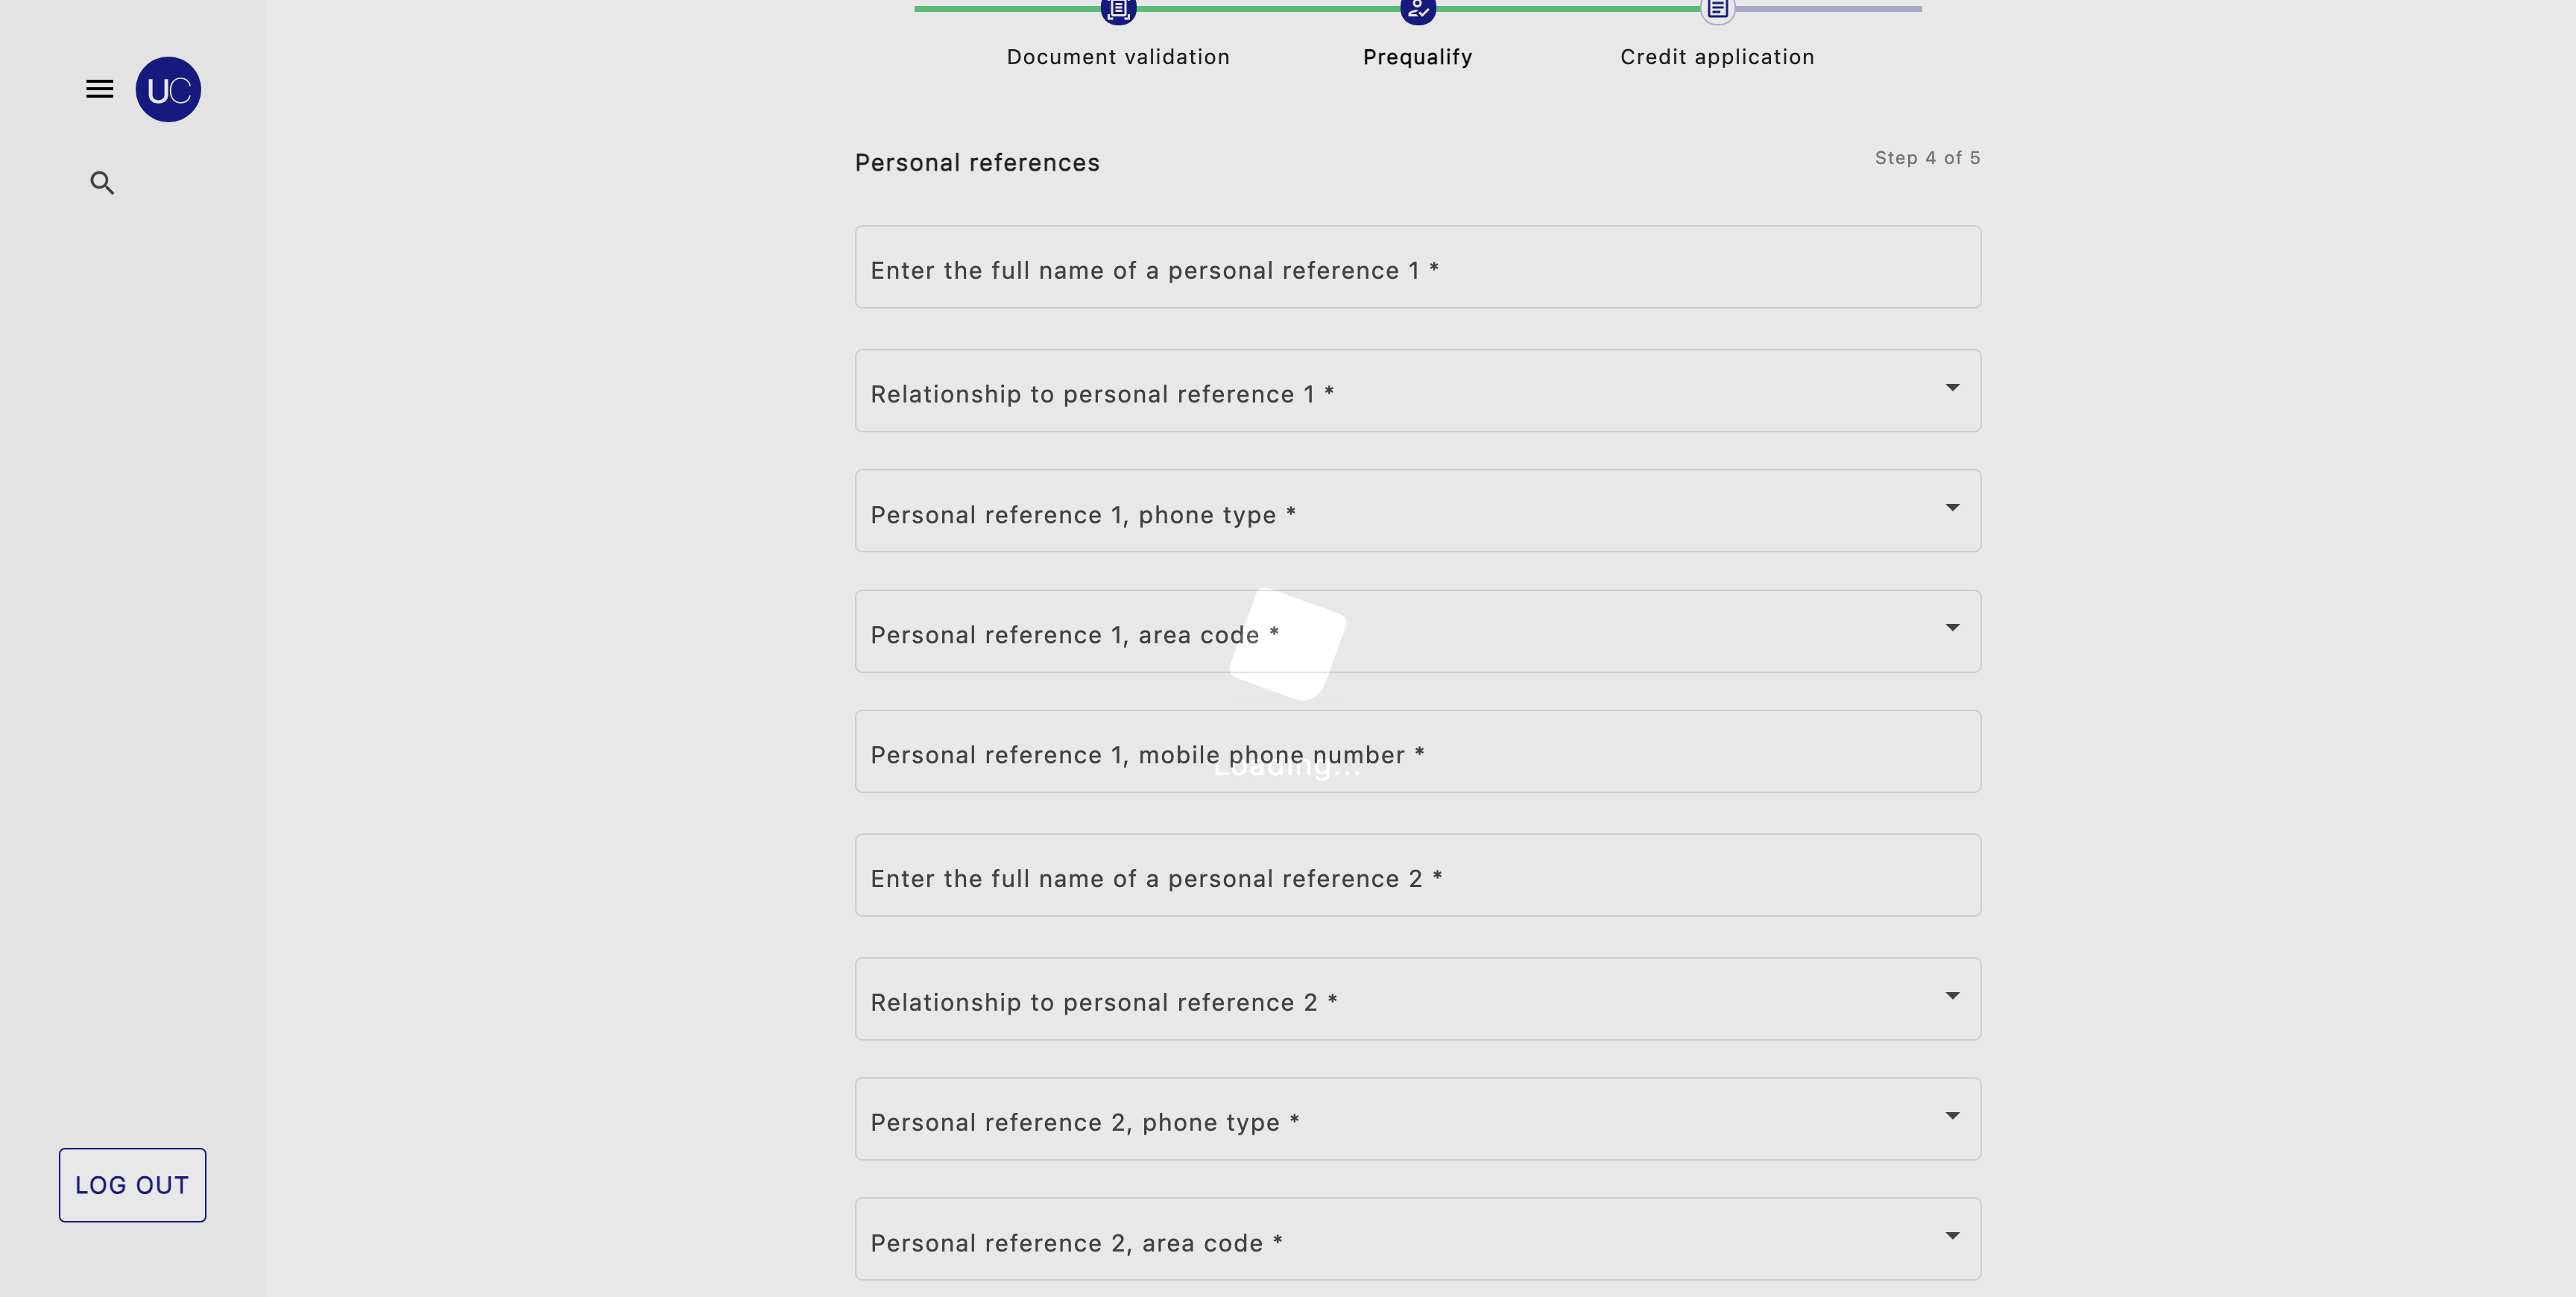 Document validation
Prequalify
Credit application
UC
Personal references
Step 4 of 5
Enter the full name of a personal reference 1 *
Relationship to personal reference 1 *
Personal reference 1, phone type *
Personal reference 1, area code *
Personal reference 1, mobile phone number *
Loading...
Enter the full name of a personal reference 2 *
Relationship to personal reference 2 *
Personal reference 2, phone type *
LOG OUT
Personal reference 2, area code *